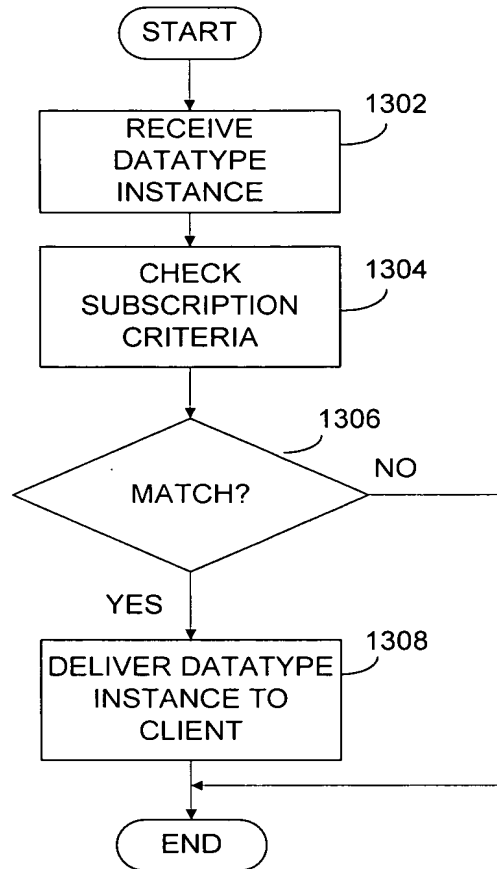 START
1302
RECEIVE
DATATYPE
INSTANCE
1304
CHECK
SUBSCRIPTION
CRITERIA
1306
MATCH?
NO
YES
1308
DELIVER DATATYPE
INSTANCE TO
CLIENT
END